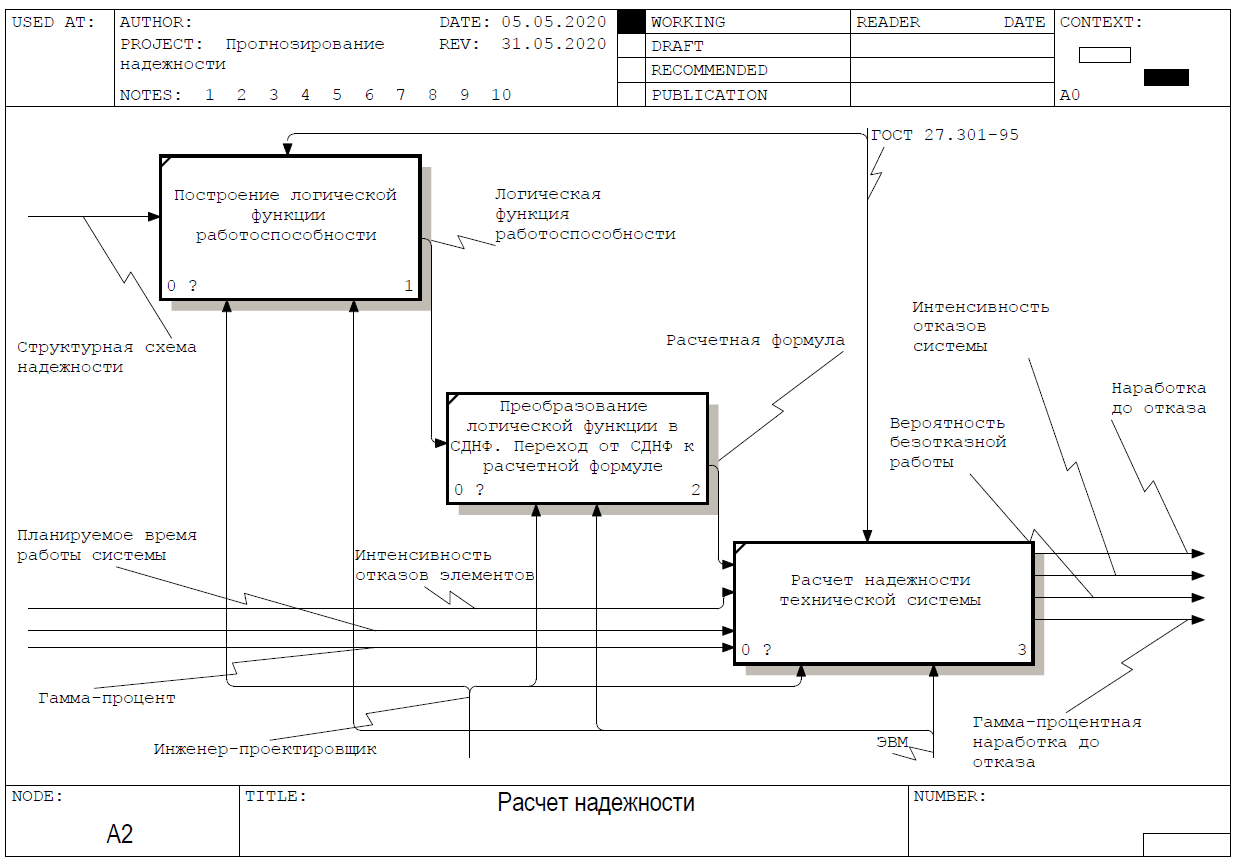 USED AT:
AUTHOR:
DATE: 05.05.2020
PROJECT: Прогнозирование
надежности
REV: 31.05.2020
NOTES: 1 2 3 4 5 6 7 8 9 10
WORKING
DRAFT
RECOMMENDED
PUBLICATION
READER DATE
CONTEXT:
A0
ГОСТ 27.301-95
Построение логической
функции
работоспособности
0 ? 1
Логическая
функция
работоспособности
Структурная схема
надежности
Расчетная формула
Интенсивность
отказов
системы
Наработка
до отказа
Преобразование
логической функции в
СДНФ. Переход от СДНФ к
расчетной формуле
0 ? 2
Вероятность
безотказной
работы
Планируемое время
работы системы
Интенсивность
отказов элементов
Расчет надежности
технической системы
0 ? 3
Гамма-процент
Инженер-проектировщик
ЭВМ
Гамма-процентная
наработка до
отказа
NODE:
A2
TITLE:
Расчет надежности
NUMBER: